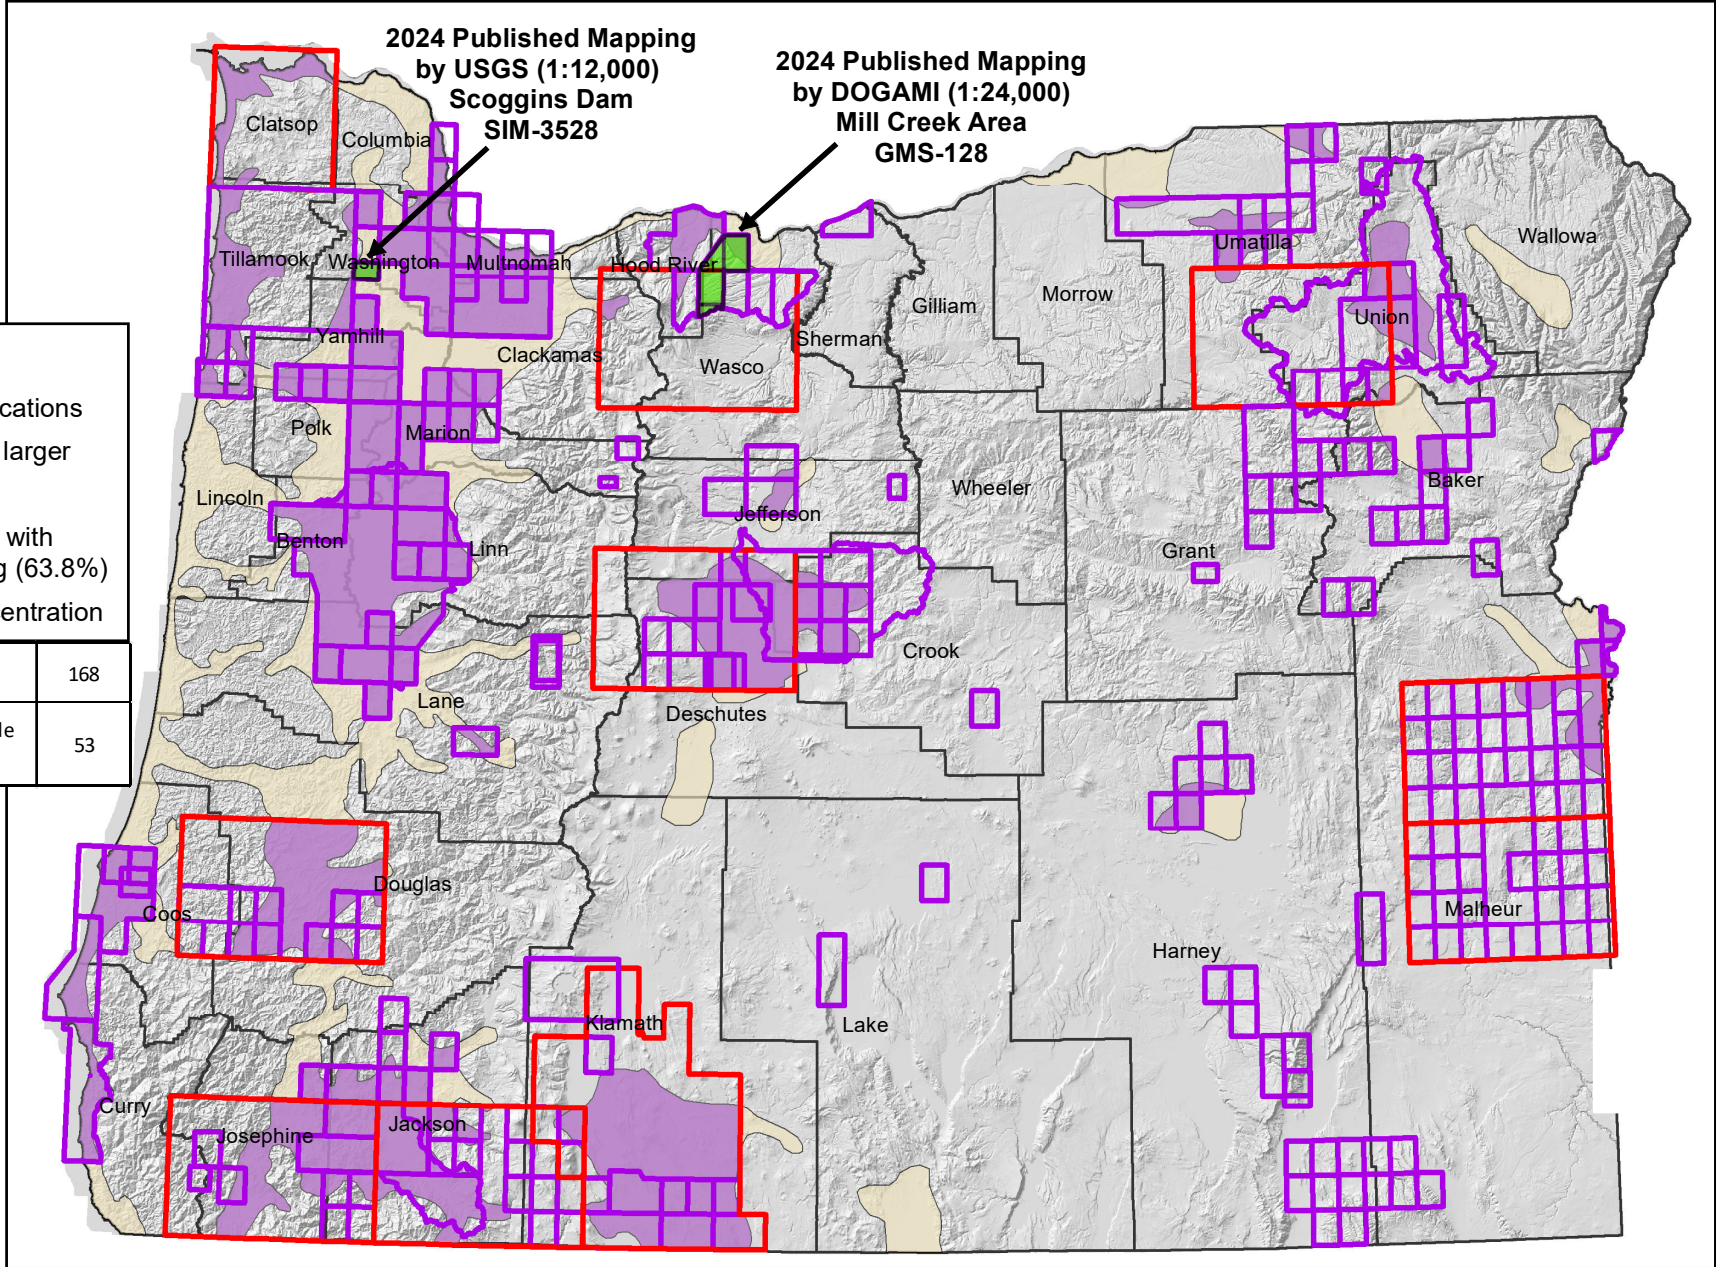 2024 Published Mapping
by USGS (1:12,000)
Scoggins Dam
SIM-3528
2024 Published Mapping
by DOGAMI (1:24,000)
Mill Creek Area
GMS-128
Clatsop
Columbia
Tillamook
Washington
Multnomah
Hood River
Umatilla
Wallowa
Gilliam
Morrow
Union
Sherman
Yamhill
Clackamas
Wasco
cations
larger
with
g (63.8%)
entration
168
le
53
Polk
Marion
Lincoln
Jefferson
Wheeler
Baker
Benton
Linn
Grant
Crook
Lane
Deschutes
Douglas
Coos
Malheur
Harney
Klamath
Lake
Curry
Josephine
Jackson